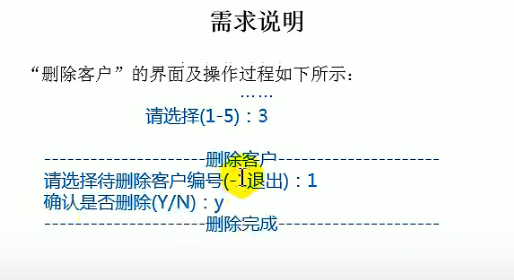 需求说明
“删除客户”的界面及操作过程如下所示：
……
请选择(1-5)：3
---------------------删除客户---------------------
请选择待删除客户编号(-1退出)：1
确认是否删除(Y/N)：y
---------------------删除完成---------------------